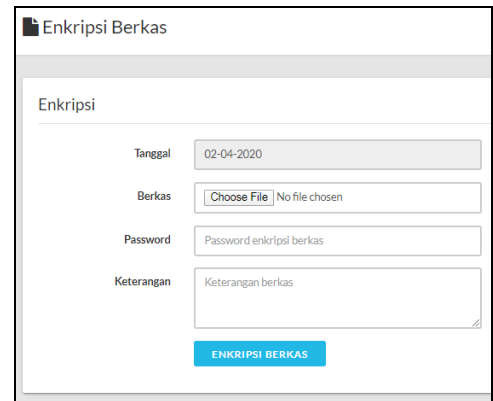 Enkripsi Berkas
Enkripsi
Tanggal 02-04-2020
Berkas Choose File No file chosen
Password Password enkripsi berkas
Keterangan Keterangan berkas
ENKRIPSI BERKAS